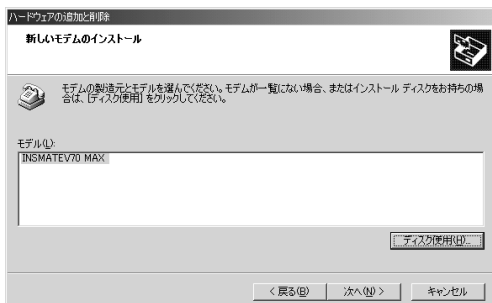 ハードウェアの追加と削除
新しいモデムのインストール
モデムの製造元とモデルを選んでください。モデムが一覧にない場合、またはインストール ディスクをお持ちの場
合は、[ディスク使用] をクリックしてください。
モデル(L):
INSMATEV70 MAX
ディスク使用(H)...
< 戻る(B)
次へ(N) >
キャンセル